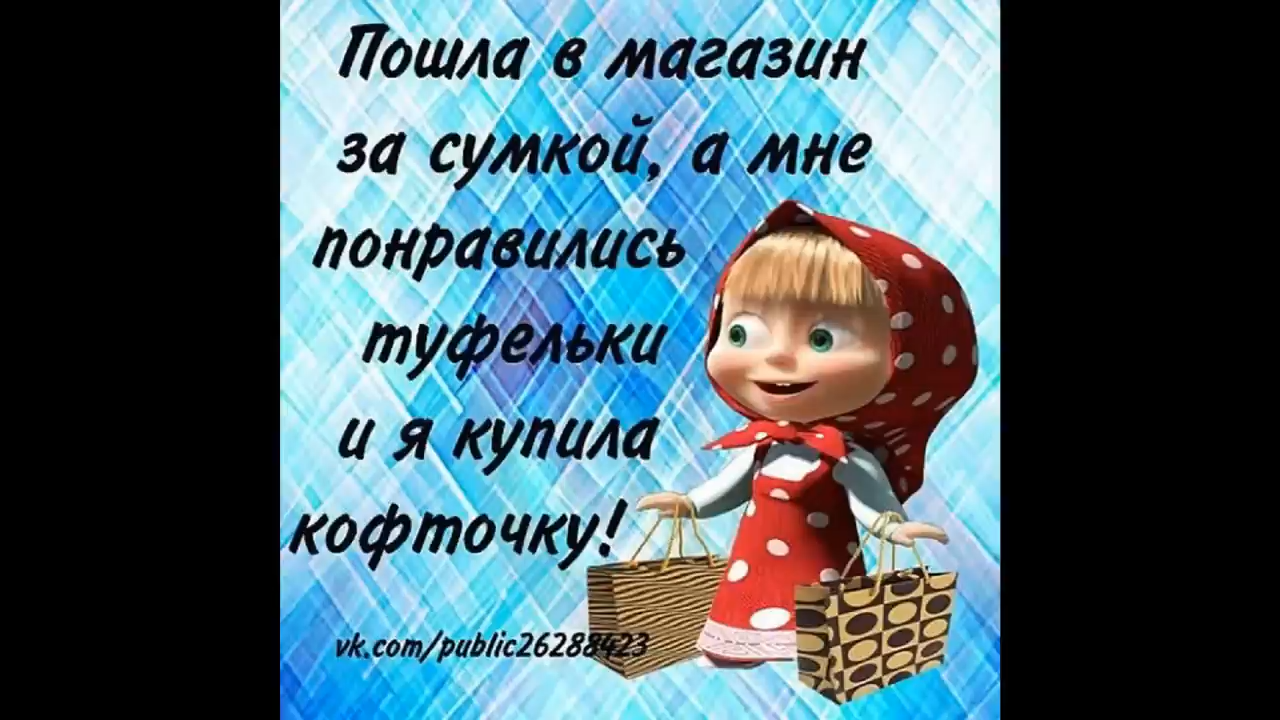 Пошла в магазин
за сумкой, а мне
понравились
туфельки
и я купила
кофточку!
vk.com/public26288423